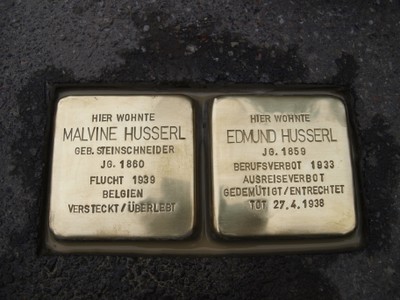 HIER WOHNTE
MALVINE HUSSERL
GEB. STEINSCHNEIDER
JG. 1860
FLUCHT 1939
BELGIEN
VERSTECKT/ÜBERLEBT
HIER WOHNTE
EDMUND HUSSERL
JG. 1859
BERUFSVERBOT 1933
AUSREISEVERBOT
GEDEMÜTIGT/ENTRECHTET
TOT 27.4.1938